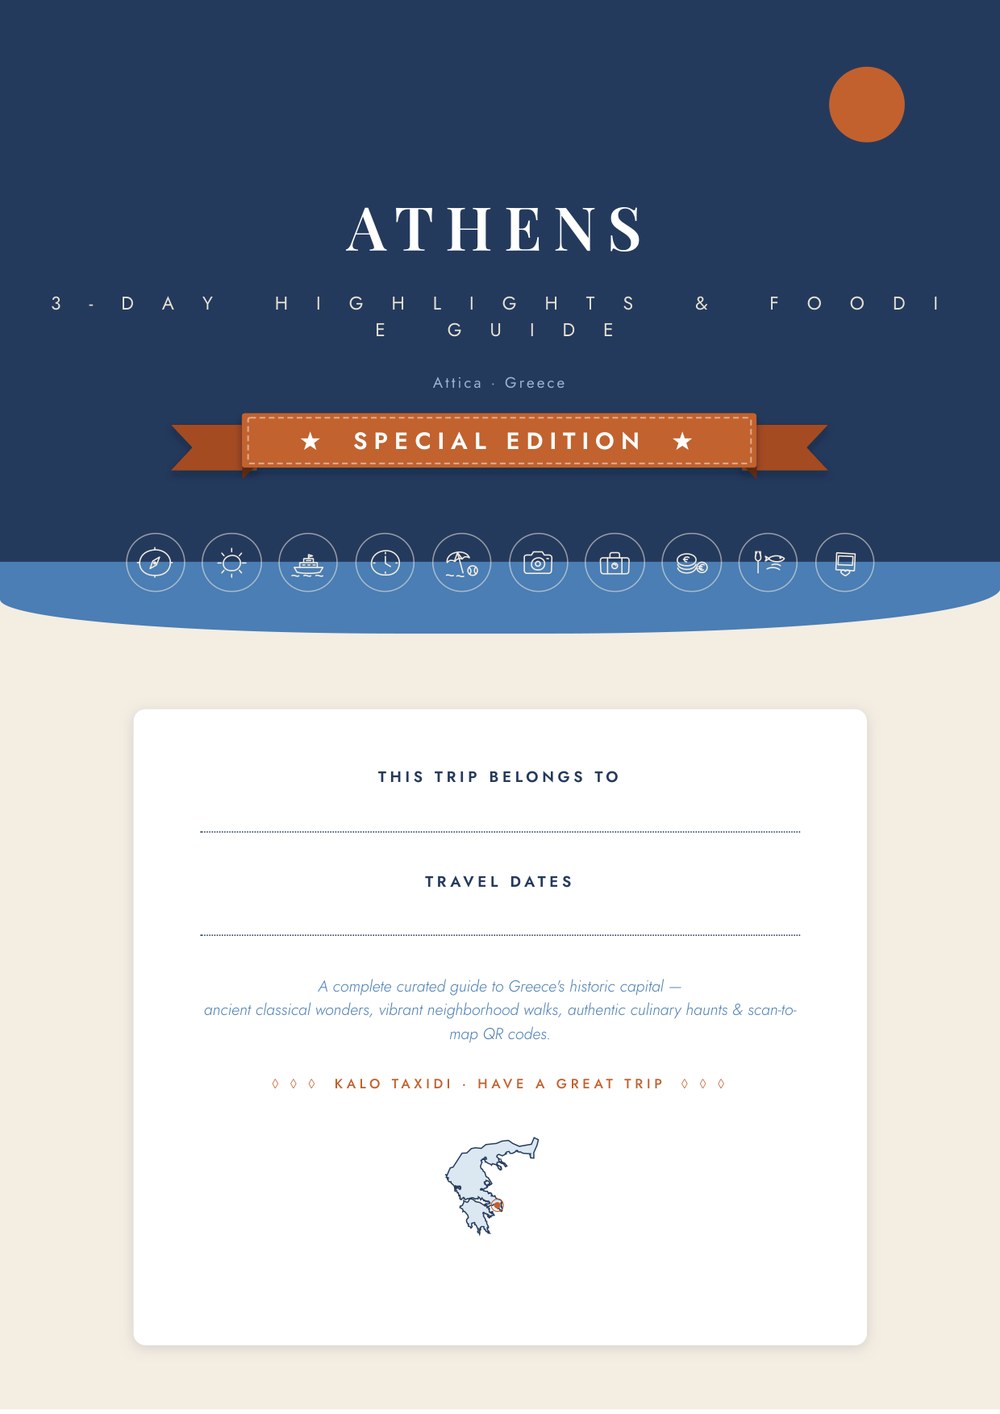 ATHENS
3-DAY HIGHLIGHTS & FOODI
E GUIDE
Attica · Greece
★ SPECIAL EDITION ★
THIS TRIP BELONGS TO
TRAVEL DATES
A complete curated guide to Greece's historic capital —
ancient classical wonders, vibrant neighborhood walks, authentic culinary haunts & scan-to-
map QR codes.
◊ ◊ ◊ KALO TAXIDI · HAVE A GREAT TRIP ◊ ◊ ◊